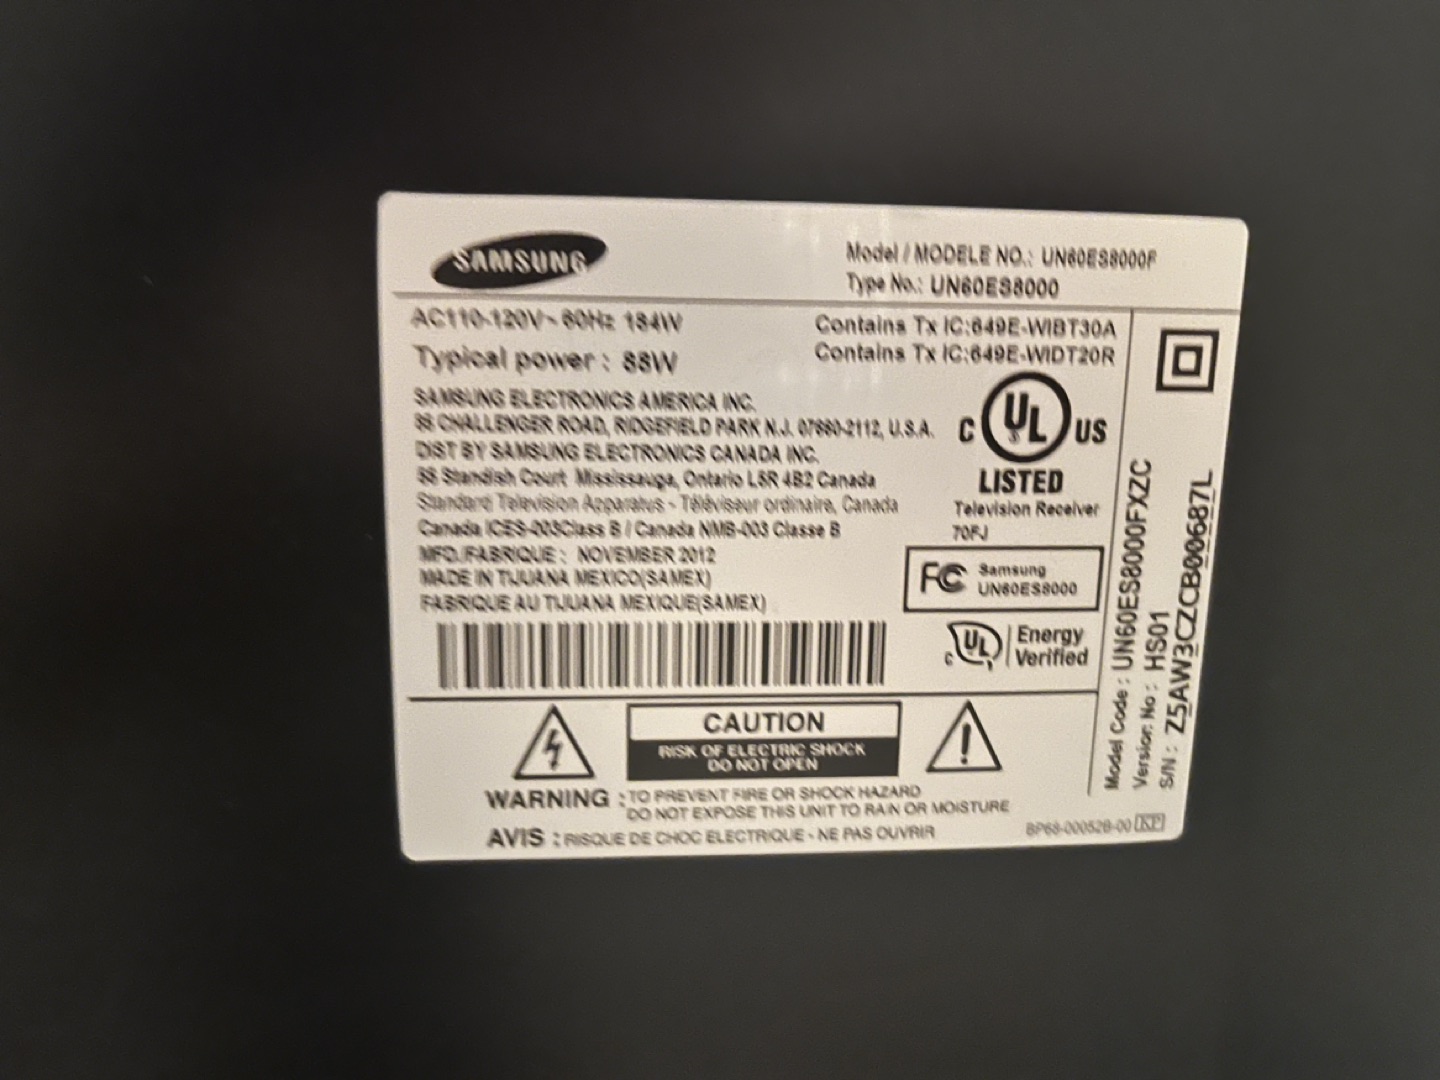 SAMSUNG
Model / MODELE NO.: UN60ES8000F
Type No.: UN60ES8000
AC110-120V~ 60Hz 184W
Typical power : 88W
Contains Tx IC:649E-WIBT30A
Contains Tx IC:649E-WIDT20R
SAMSUNG ELECTRONICS AMERICA INC.
85 CHALLENGER ROAD, RIDGEFIELD PARK N.J. 07660-2112, U.S.A.
DIST BY SAMSUNG ELECTRONICS CANADA INC.
55 Standish Court Mississauga, Ontario L5R 4B2 Canada
Standard Television Apparatus - Téléviseur ordinaire, Canada
Canada ICES-003Class B / Canada NMB-003 Classe B
MFD./FABRIQUE : NOVEMBER 2012
MADE IN TIJUANA MEXICO(SAMEX)
FABRIQUE AU TIJUANA MEXIQUE(SAMEX)
C UL US
LISTED
Television Receiver
70FJ
FC Samsung
UN60ES8000
C UL Energy
Verified
Model Code : UN60ES8000FXZC
Version No : HS01
S/N : Z5AW3CZCB00687L
CAUTION
RISK OF ELECTRIC SHOCK
DO NOT OPEN
WARNING : TO PREVENT FIRE OR SHOCK HAZARD
DO NOT EXPOSE THIS UNIT TO RAIN OR MOISTURE
AVIS : RISQUE DE CHOC ELECTRIQUE - NE PAS OUVRIR
BP68-00052B-00 KP